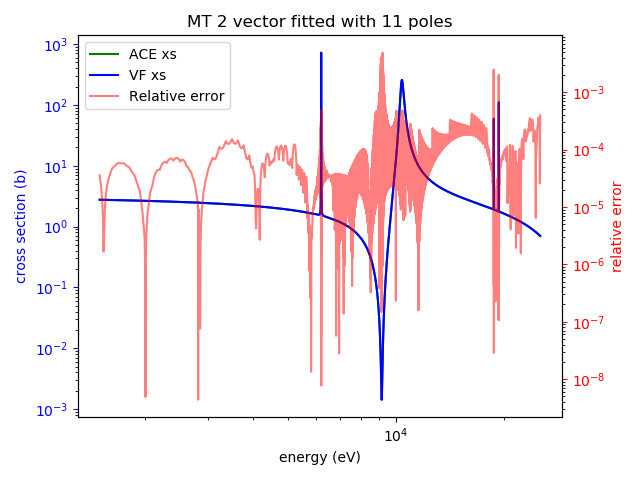 MT 2 vector fitted with 11 poles
ACE xs
VF xs
Relative error
10^3
10^2
10^1
10^0
10^-1
10^-2
10^-3
cross section (b)
10^-3
10^-4
10^-5
10^-6
10^-7
10^-8
relative error
10^4
energy (eV)